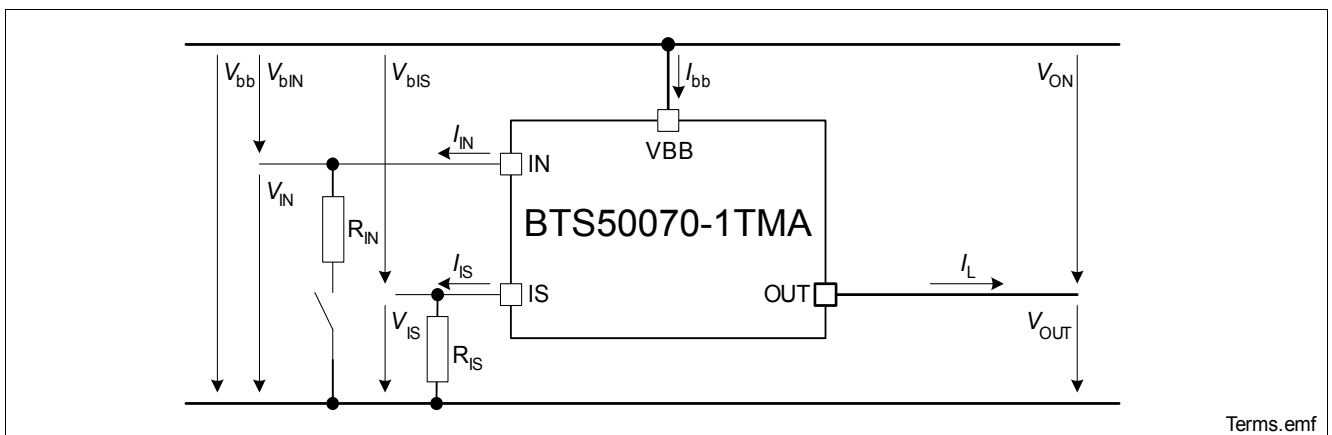 Vbb VbIN VbIS Ibb VON
IIN VBB
IN
VIN
RIN BTS50070-1TMA
IIS IL
IS OUT
VIS VOUT
RIS
Terms.emf